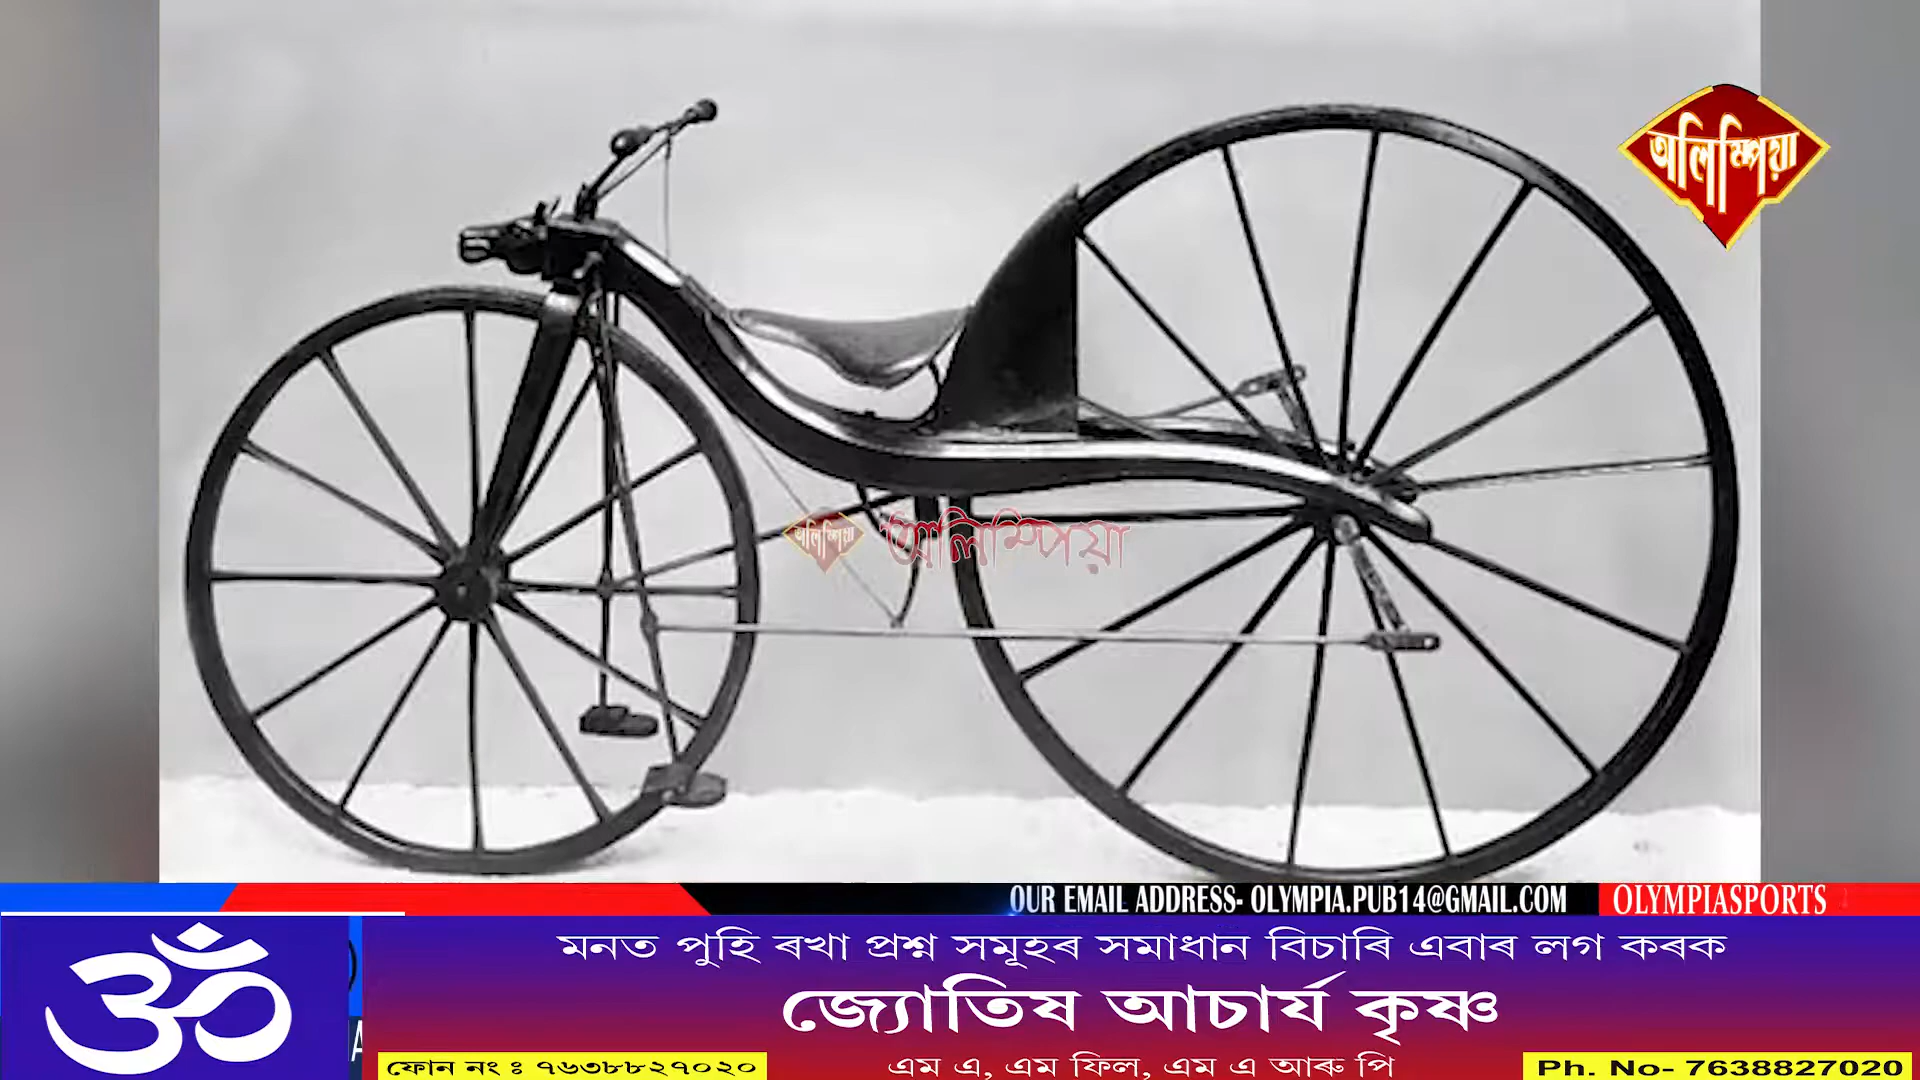 অলিম্পিয়া
অলিম্পিয়া অলিম্পিয়া
OUR EMAIL ADDRESS- OLYMPIA.PUB14@GMAIL.COM OLYMPIASPORTS
মনত পুহি ৰখা প্ৰশ্ন সমূহৰ সমাধান বিচাৰি এবাৰ লগ কৰক
ॐ
জ্যোতিষ আচাৰ্য কৃষ্ণ
ফোন নং ঃ ৭৬৩৮৮২৭০২০ এম এ, এম ফিল, এম এ আৰু পি Ph. No- 7638827020